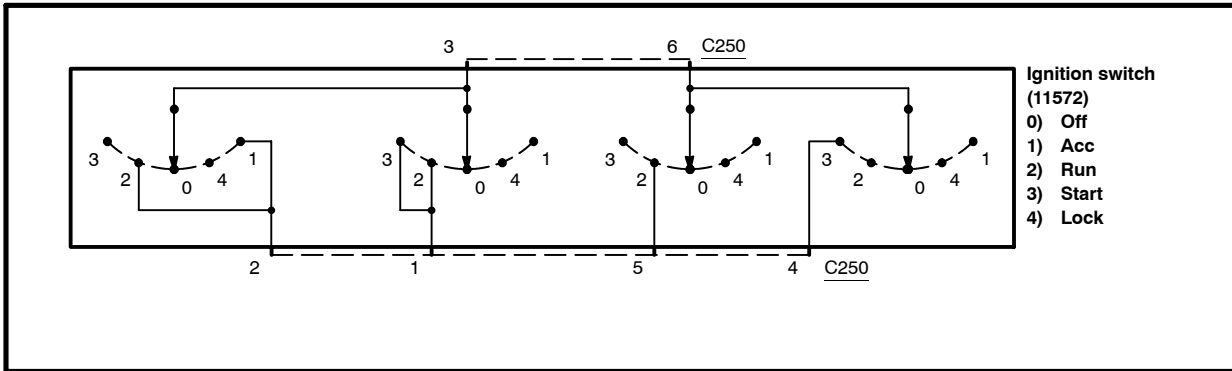 3 6 C250
Ignition switch
(11572)
0) Off
1) Acc
2) Run
3) Start
4) Lock
3 2 0 4 1 3 2 0 4 1 3 2 0 4 1 3 2 0 4 1
2 1 5 4 C250